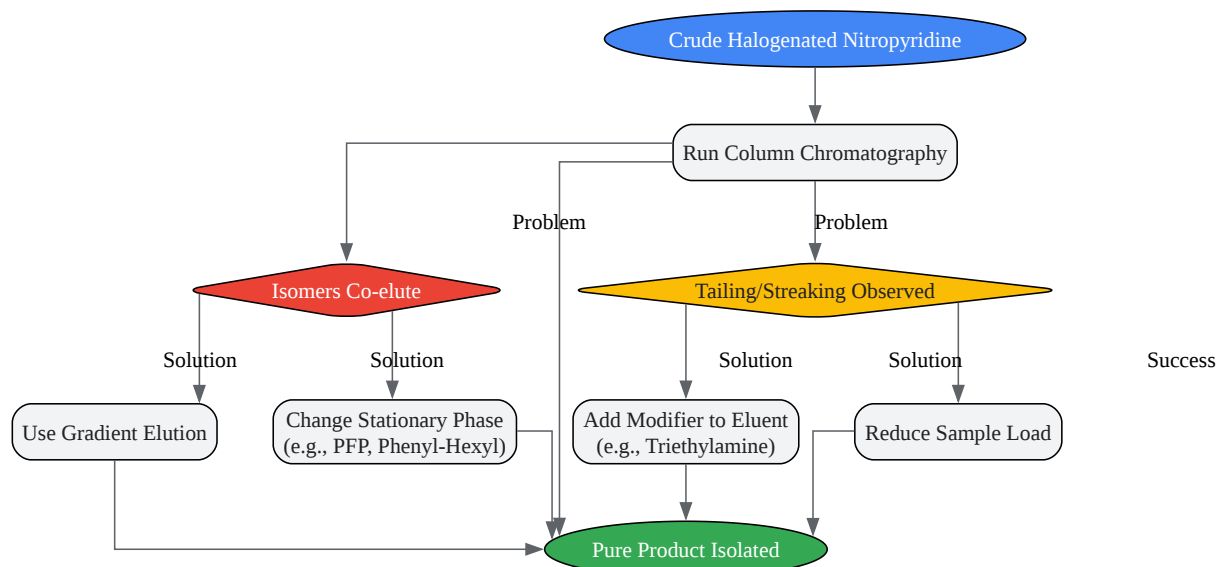 Crude Halogenated Nitropyridine
Run Column Chromatography
Problem
Problem
Isomers Co-elute
Tailing/Streaking Observed
Solution
Solution
Solution
Solution
Success
Use Gradient Elution
Change Stationary Phase
(e.g., PFP, Phenyl-Hexyl)
Add Modifier to Eluent
(e.g., Triethylamine)
Reduce Sample Load
Pure Product Isolated